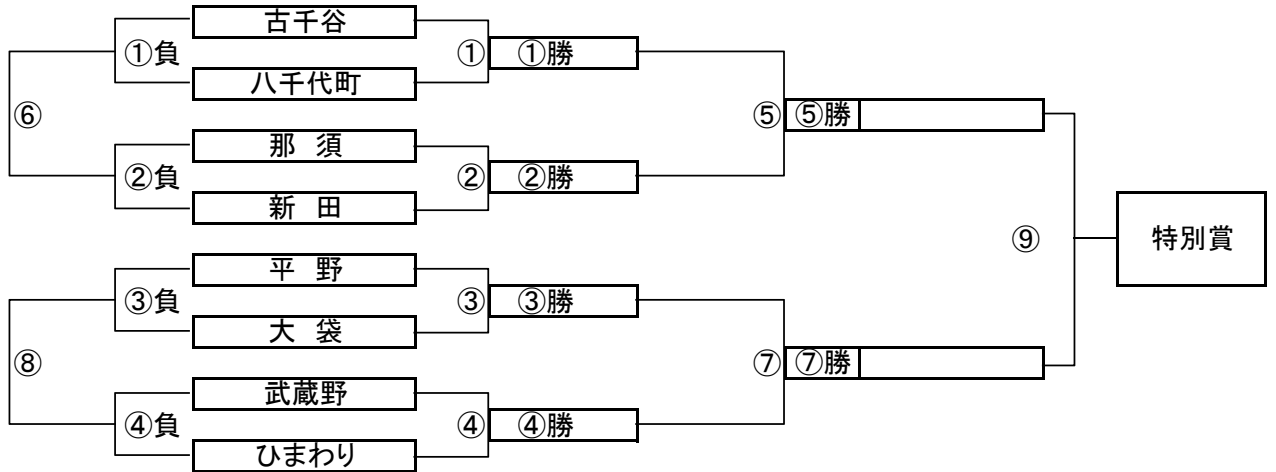 古千谷
①負
①
①勝
八千代町
⑥
⑤
⑤勝
那 須
②負
②
②勝
新 田
⑨
特別賞
平 野
③負
③
③勝
大 袋
⑧
⑦
⑦勝
武蔵野
④負
④
④勝
ひまわり